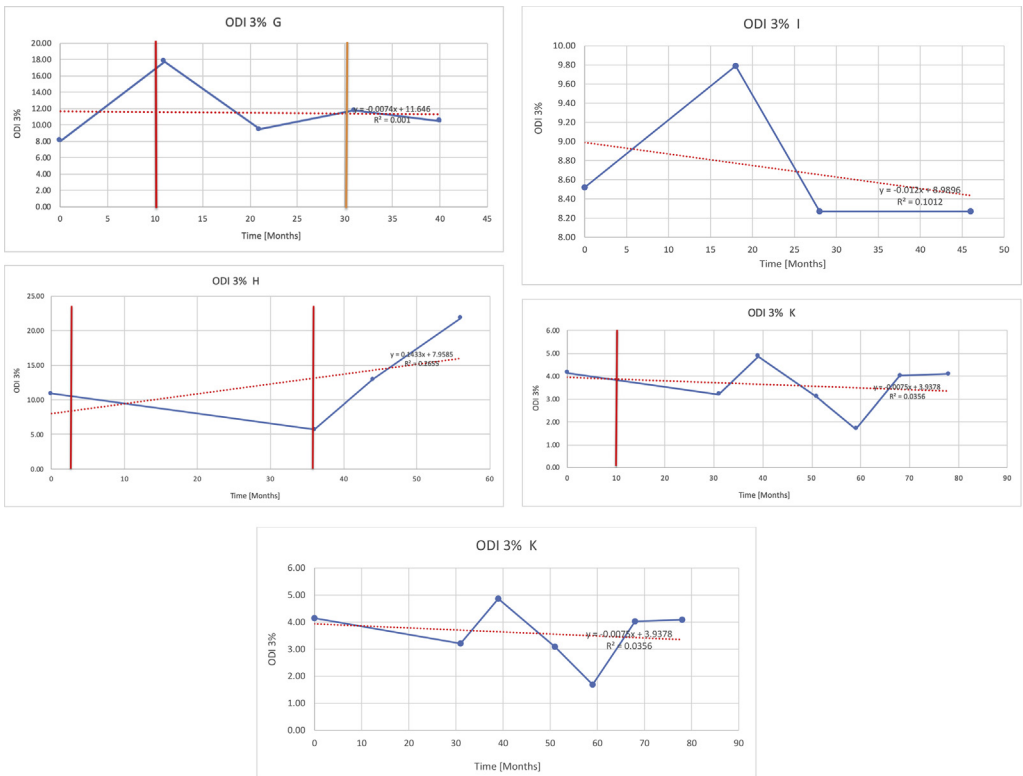 ODI 3% G
20.00
18.00
16.00
14.00
12.00
10.00
8.00
6.00
4.00
2.00
0.00
ODI 3%
y = -0.0074x + 11.646
R² = 0.001
0 5 10 15 20 25 30 35 40 45
Time [Months]
ODI 3% I
10.00
9.80
9.60
9.40
9.20
9.00
8.80
8.60
8.40
8.20
8.00
ODI 3%
y = -0.012x + 8.9896
R² = 0.1012
0 5 10 15 20 25 30 35 40 45 50
Time [Months]
ODI 3% H
25.00
20.00
15.00
10.00
5.00
0.00
ODI 3%
y = 0.1433x + 7.9585
R² = 0.2655
0 10 20 30 40 50 60
Time [Months]
ODI 3% K
6.00
5.00
4.00
3.00
2.00
1.00
0.00
ODI 3%
y = -0.0075x + 3.9378
R² = 0.0356
0 10 20 30 40 50 60 70 80 90
Time [Months]
ODI 3% K
6.00
5.00
4.00
3.00
2.00
1.00
0.00
ODI 3%
y = -0.0075x + 3.9378
R² = 0.0356
0 10 20 30 40 50 60 70 80 90
Time [Months]